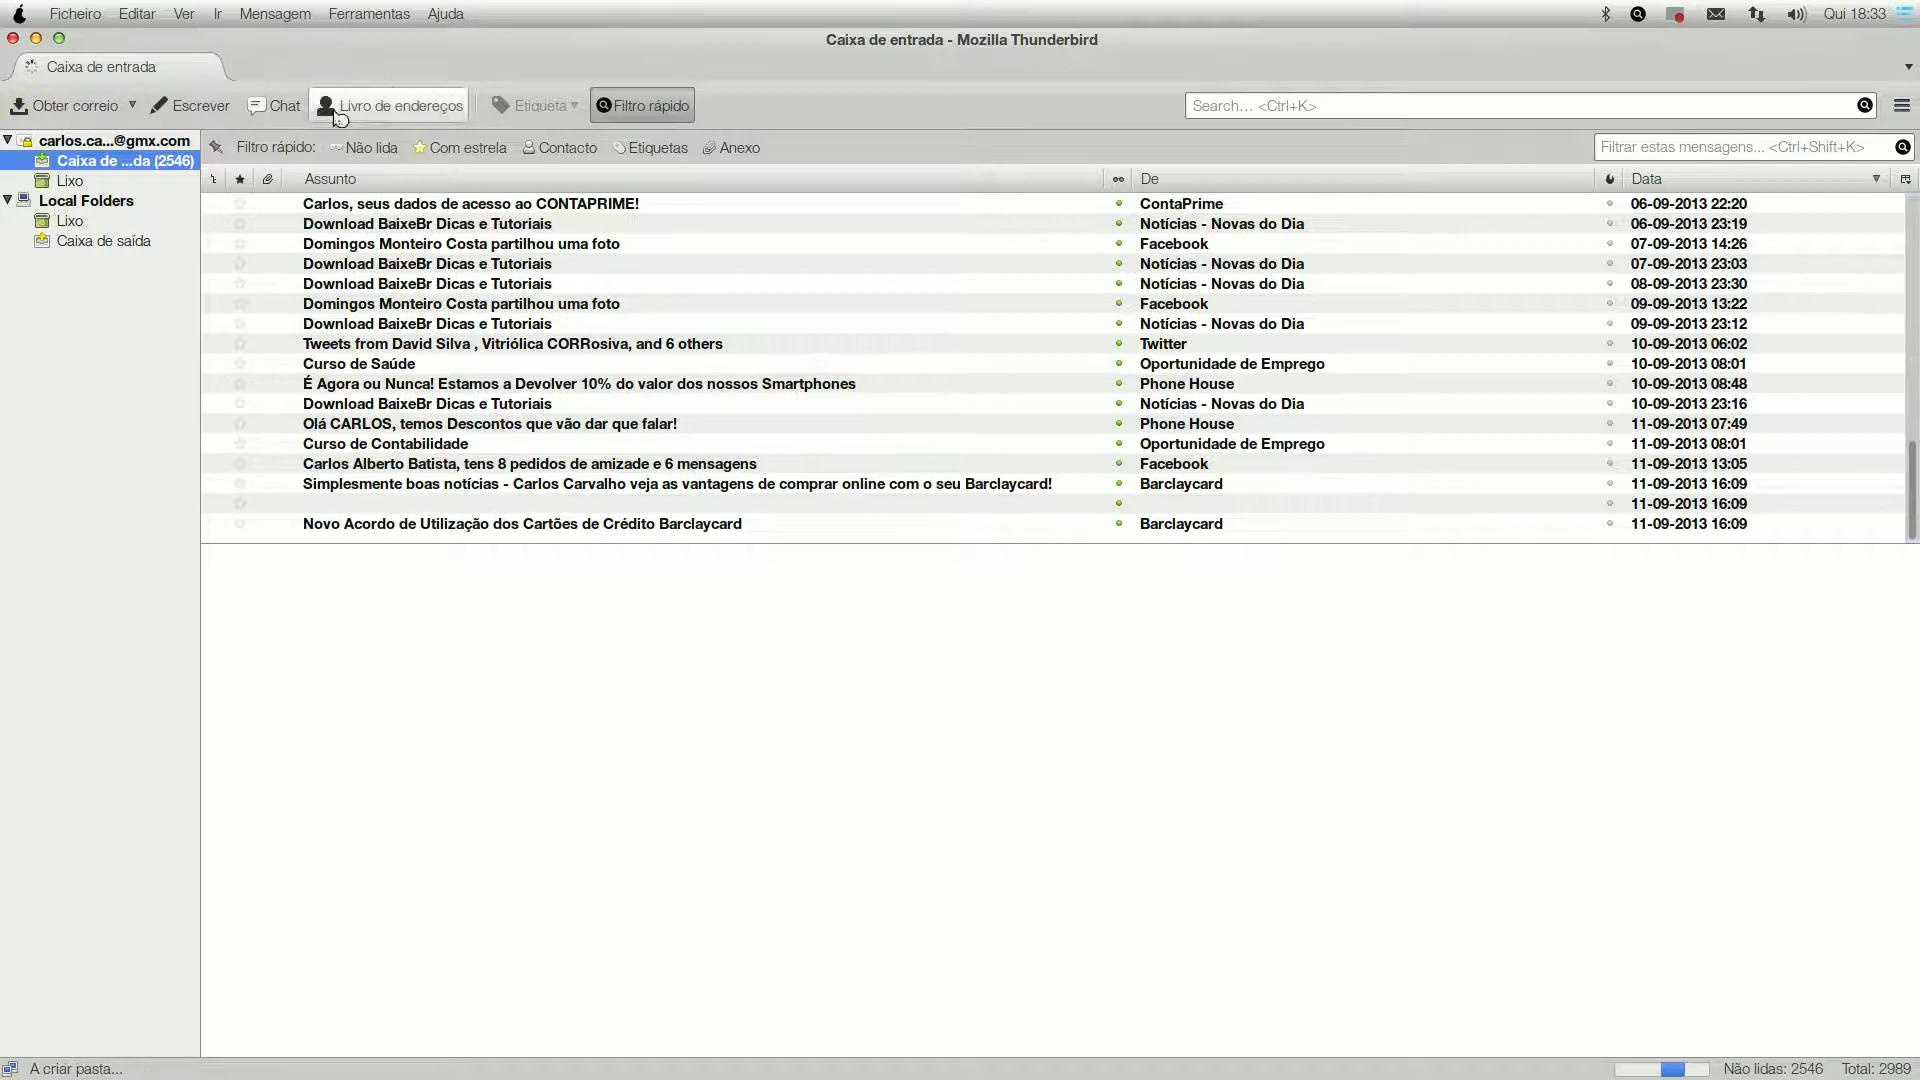 Ficheiro Editar Ver Ir Mensagem Ferramentas Ajuda Qui 18:33
Caixa de entrada - Mozilla Thunderbird
Caixa de entrada
Obter correio Escrever Chat Livro de endereços Etiqueta Filtro rápido Search... <Ctrl+K>
carlos.ca...@gmx.com
Caixa de ...da (2546)
Lixo
Local Folders
Lixo
Caixa de saída
Filtro rápido: Não lida Com estrela Contacto Etiquetas Anexo Filtrar estas mensagens... <Ctrl+Shift+K>
Assunto De Data
Carlos, seus dados de acesso ao CONTAPRIME! ContaPrime 06-09-2013 22:20
Download BaixeBr Dicas e Tutoriais Notícias - Novas do Dia 06-09-2013 23:19
Domingos Monteiro Costa partilhou uma foto Facebook 07-09-2013 14:26
Download BaixeBr Dicas e Tutoriais Notícias - Novas do Dia 07-09-2013 23:03
Download BaixeBr Dicas e Tutoriais Notícias - Novas do Dia 08-09-2013 23:30
Domingos Monteiro Costa partilhou uma foto Facebook 09-09-2013 13:22
Download BaixeBr Dicas e Tutoriais Notícias - Novas do Dia 09-09-2013 23:12
Tweets from David Silva , Vitriólica CORRosiva, and 6 others Twitter 10-09-2013 06:02
Curso de Saúde Oportunidade de Emprego 10-09-2013 08:01
É Agora ou Nunca! Estamos a Devolver 10% do valor dos nossos Smartphones Phone House 10-09-2013 08:48
Download BaixeBr Dicas e Tutoriais Notícias - Novas do Dia 10-09-2013 23:16
Olá CARLOS, temos Descontos que vão dar que falar! Phone House 11-09-2013 07:49
Curso de Contabilidade Oportunidade de Emprego 11-09-2013 08:01
Carlos Alberto Batista, tens 8 pedidos de amizade e 6 mensagens Facebook 11-09-2013 13:05
Simplesmente boas notícias - Carlos Carvalho veja as vantagens de comprar online com o seu Barclaycard! Barclaycard 11-09-2013 16:09
11-09-2013 16:09
Novo Acordo de Utilização dos Cartões de Crédito Barclaycard Barclaycard 11-09-2013 16:09
A criar pasta... Não lidas: 2546 Total: 2989